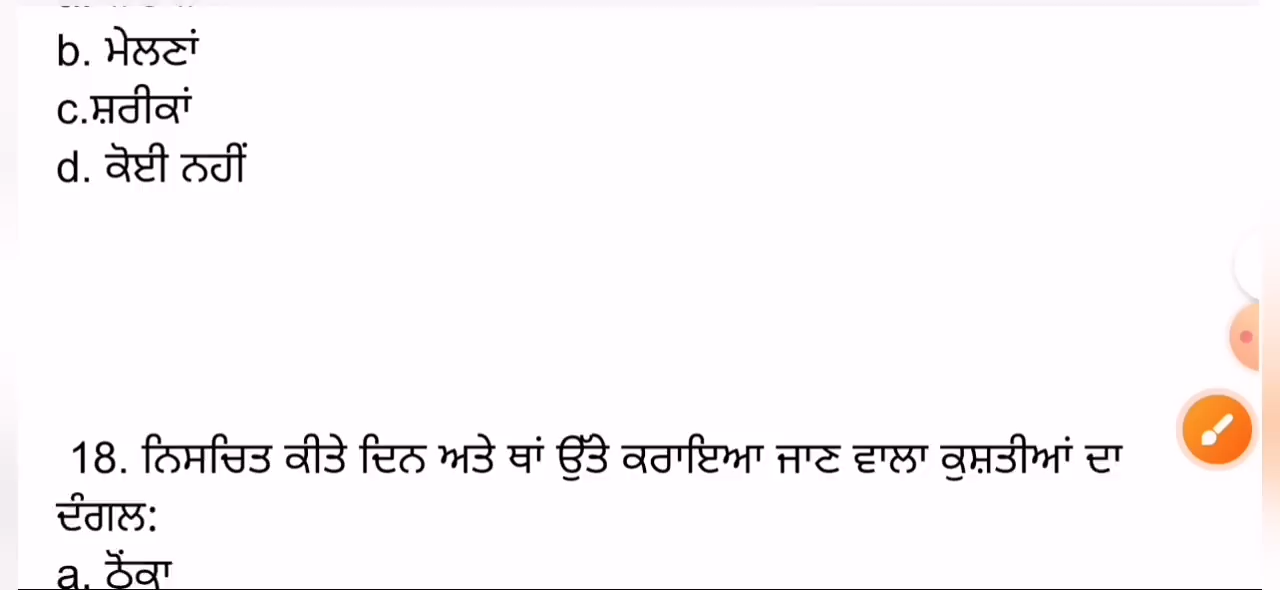 b. ਮੇਲਣਾਂ
c.ਸ਼ਰੀਕਾਂ
d. ਕੋਈ ਨਹੀਂ
18. ਨਿਸਚਿਤ ਕੀਤੇ ਦਿਨ ਅਤੇ ਥਾਂ ਉੱਤੇ ਕਰਾਇਆ ਜਾਣ ਵਾਲਾ ਕੁਸ਼ਤੀਆਂ ਦਾ
ਦੰਗਲ:
a. ਠੋਂਕਾ